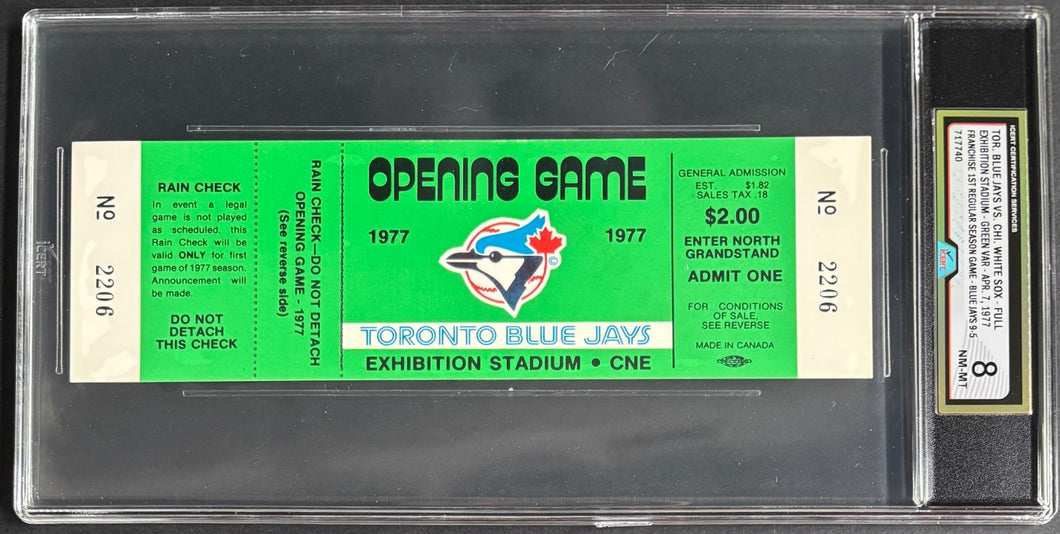 Nº 2206
RAIN CHECK
In event a legal
game is not played
as scheduled, this
Rain Check will be
valid ONLY for first
game of 1977 season.
Announcement will
be made.
DO NOT
DETACH
THIS CHECK
RAIN CHECK—DO NOT DETACH
OPENING GAME - 1977
(See reverse side)
OPENING GAME
1977
1977
©
TORONTO BLUE JAYS
EXHIBITION STADIUM • CNE
GENERAL ADMISSION
EST. $1.82
SALES TAX .18
$2.00
ENTER NORTH
GRANDSTAND
ADMIT ONE
FOR CONDITIONS
OF SALE,
SEE REVERSE
MADE IN CANADA
Nº 2206
ICERT CERTIFICATION SERVICES
TOR. BLUE JAYS VS. CHI. WHITE SOX - FULL
EXHIBITION STADIUM - GREEN VAR - APR. 7, 1977
FRANCHISE 1ST REGULAR SEASON GAME - BLUE JAYS 9-5
717740
ICERT
8
NM-MT
ICERT